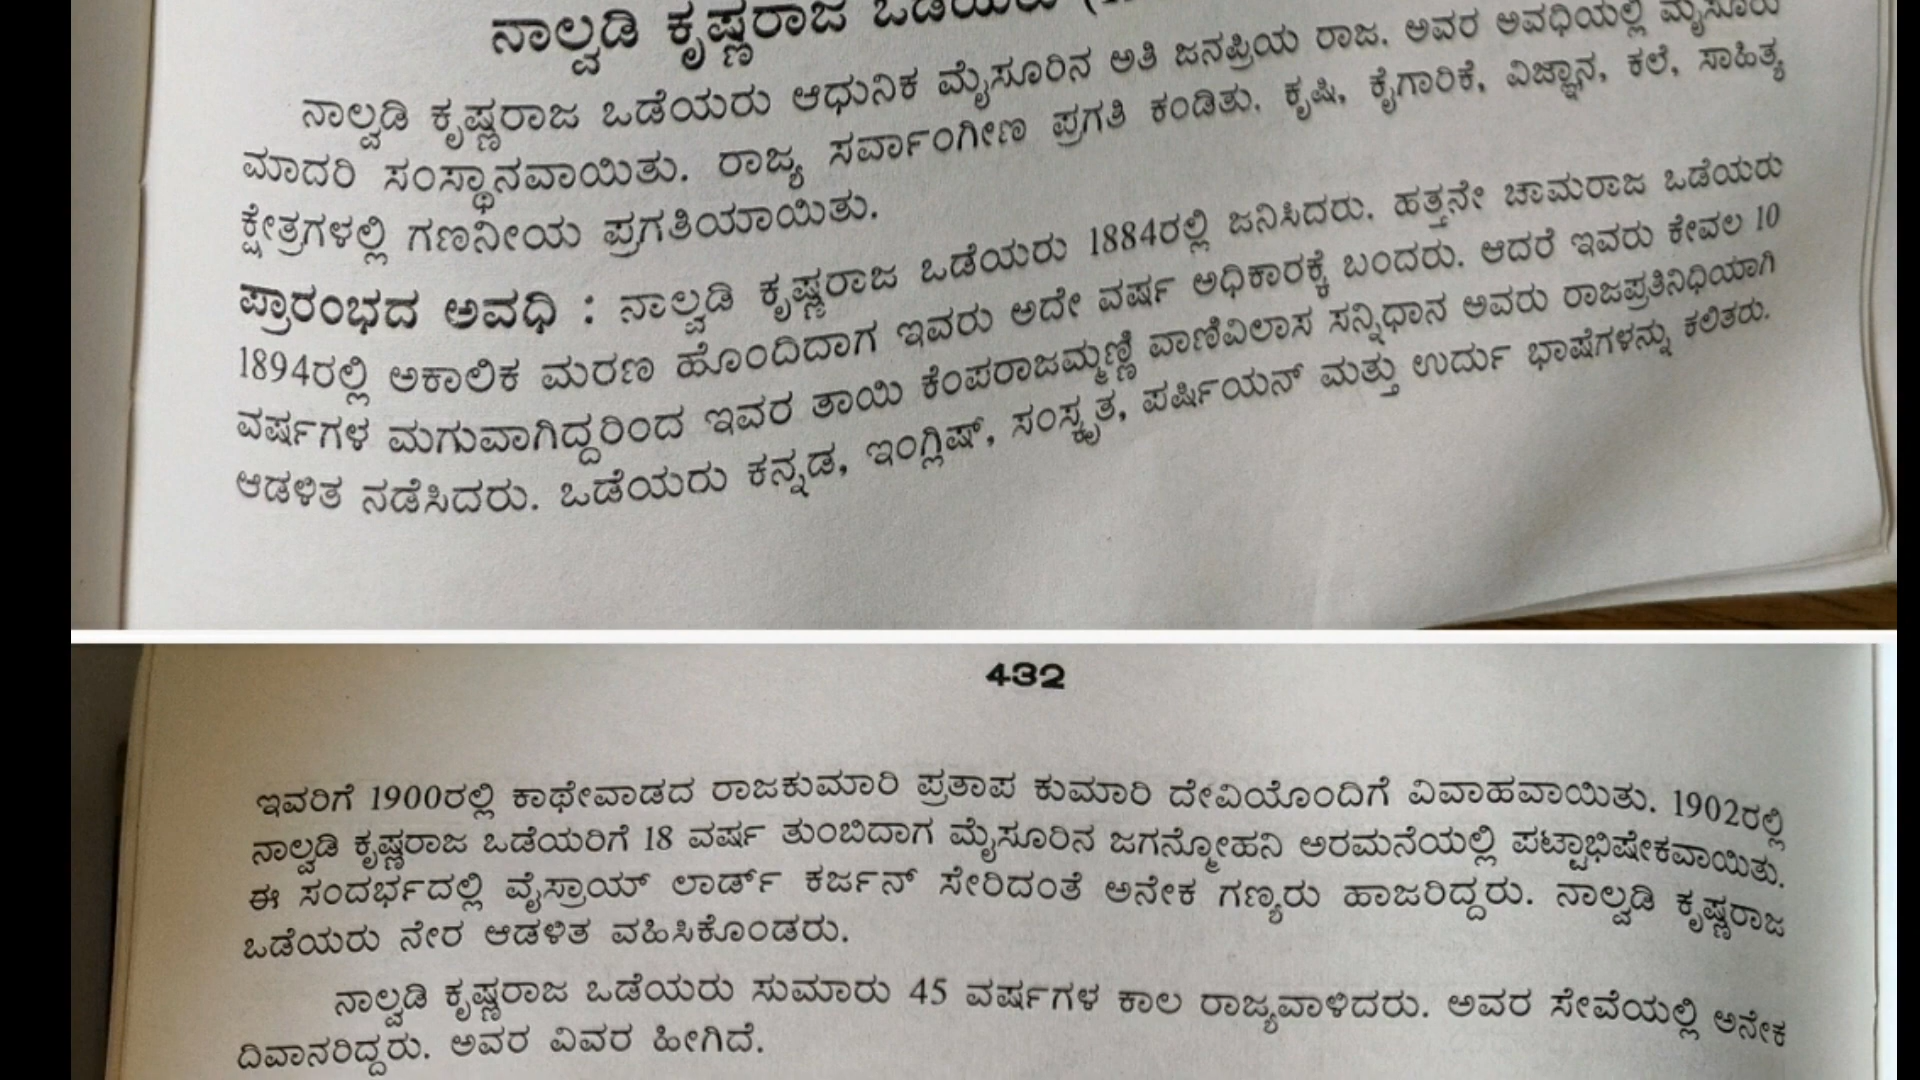 ನಾಲ್ವಡಿ ಕೃಷ್ಣರಾಜ ಒಡೆಯರು
ನಾಲ್ವಡಿ ಕೃಷ್ಣರಾಜ ಒಡೆಯರು ಆಧುನಿಕ ಮೈಸೂರಿನ ಅತಿ ಜನಪ್ರಿಯ ರಾಜ. ಅವರ ಅವಧಿಯಲ್ಲಿ ಮೈಸೂರು
ಮಾದರಿ ಸಂಸ್ಥಾನವಾಯಿತು. ರಾಜ್ಯ ಸರ್ವಾಂಗೀಣ ಪ್ರಗತಿ ಕಂಡಿತು. ಕೃಷಿ, ಕೈಗಾರಿಕೆ, ವಿಜ್ಞಾನ, ಕಲೆ, ಸಾಹಿತ್ಯ
ಕ್ಷೇತ್ರಗಳಲ್ಲಿ ಗಣನೀಯ ಪ್ರಗತಿಯಾಯಿತು.
ಪ್ರಾರಂಭದ ಅವಧಿ : ನಾಲ್ವಡಿ ಕೃಷ್ಣರಾಜ ಒಡೆಯರು 1884ರಲ್ಲಿ ಜನಿಸಿದರು. ಹತ್ತನೇ ಚಾಮರಾಜ ಒಡೆಯರು
1894ರಲ್ಲಿ ಅಕಾಲಿಕ ಮರಣ ಹೊಂದಿದಾಗ ಇವರು ಅದೇ ವರ್ಷ ಅಧಿಕಾರಕ್ಕೆ ಬಂದರು. ಆದರೆ ಇವರು ಕೇವಲ 10
ವರ್ಷಗಳ ಮಗುವಾಗಿದ್ದರಿಂದ ಇವರ ತಾಯಿ ಕೆಂಪರಾಜಮ್ಮಣ್ಣಿ ವಾಣಿವಿಲಾಸ ಸನ್ನಿಧಾನ ಅವರು ರಾಜಪ್ರತಿನಿಧಿಯಾಗಿ
ಆಡಳಿತ ನಡೆಸಿದರು. ಒಡೆಯರು ಕನ್ನಡ, ಇಂಗ್ಲಿಷ್, ಸಂಸ್ಕೃತ, ಪರ್ಷಿಯನ್ ಮತ್ತು ಉರ್ದು ಭಾಷೆಗಳನ್ನು ಕಲಿತರು.
432
ಇವರಿಗೆ 1900ರಲ್ಲಿ ಕಾಥೇವಾಡದ ರಾಜಕುಮಾರಿ ಪ್ರತಾಪ ಕುಮಾರಿ ದೇವಿಯೊಂದಿಗೆ ವಿವಾಹವಾಯಿತು. 1902ರಲ್ಲಿ
ನಾಲ್ವಡಿ ಕೃಷ್ಣರಾಜ ಒಡೆಯರಿಗೆ 18 ವರ್ಷ ತುಂಬಿದಾಗ ಮೈಸೂರಿನ ಜಗನ್ಮೋಹನಿ ಅರಮನೆಯಲ್ಲಿ ಪಟ್ಟಾಭಿಷೇಕವಾಯಿತು.
ಈ ಸಂದರ್ಭದಲ್ಲಿ ವೈಸ್ರಾಯ್ ಲಾರ್ಡ್ ಕರ್ಜನ್ ಸೇರಿದಂತೆ ಅನೇಕ ಗಣ್ಯರು ಹಾಜರಿದ್ದರು. ನಾಲ್ವಡಿ ಕೃಷ್ಣರಾಜ
ಒಡೆಯರು ನೇರ ಆಡಳಿತ ವಹಿಸಿಕೊಂಡರು.
ನಾಲ್ವಡಿ ಕೃಷ್ಣರಾಜ ಒಡೆಯರು ಸುಮಾರು 45 ವರ್ಷಗಳ ಕಾಲ ರಾಜ್ಯವಾಳಿದರು. ಅವರ ಸೇವೆಯಲ್ಲಿ ಅನೇಕ
ದಿವಾನರಿದ್ದರು. ಅವರ ವಿವರ ಹೀಗಿದೆ.